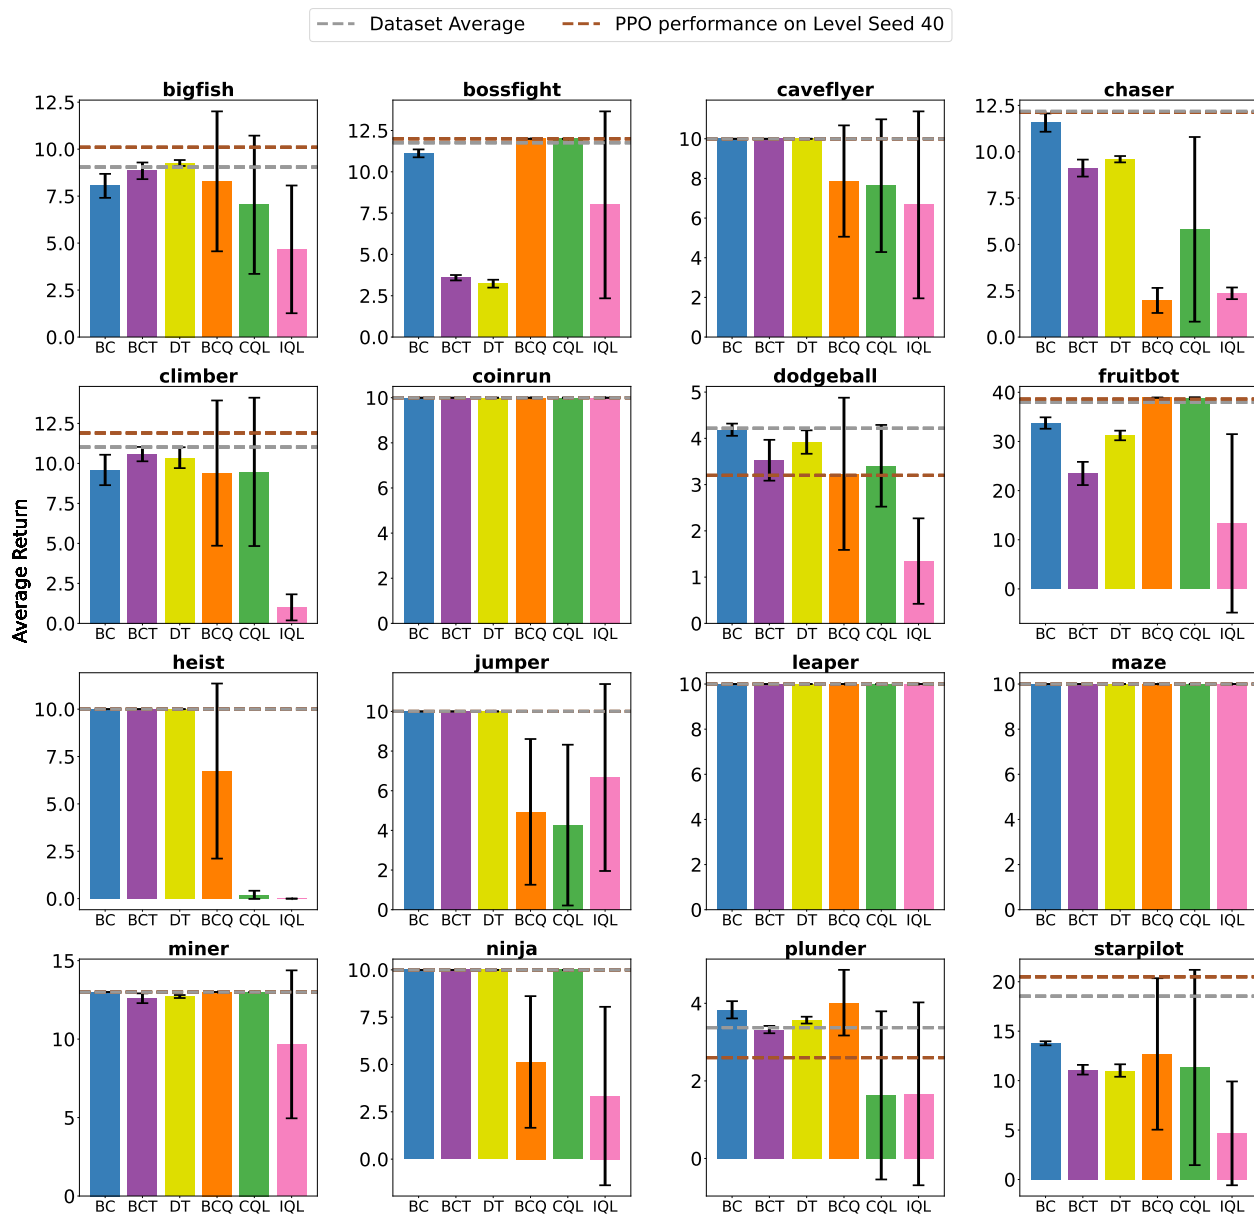 Dataset Average PPO performance on Level Seed 40
bigfish bossfight caveflyer chaser
12.5 10.0 7.5 5.0 2.5 0.0
BC BCT DT BCQ CQL IQL
12.5 10.0 7.5 5.0 2.5 0.0
BC BCT DT BCQ CQL IQL
10 8 6 4 2 0
BC BCT DT BCQ CQL IQL
12.5 10.0 7.5 5.0 2.5 0.0
BC BCT DT BCQ CQL IQL
Average Return
climber coinrun dodgeball fruitbot
12.5 10.0 7.5 5.0 2.5 0.0
BC BCT DT BCQ CQL IQL
10 8 6 4 2 0
BC BCT DT BCQ CQL IQL
5 4 3 2 1 0
BC BCT DT BCQ CQL IQL
40 30 20 10 0
BC BCT DT BCQ CQL IQL
heist jumper leaper maze
10.0 7.5 5.0 2.5 0.0
BC BCT DT BCQ CQL IQL
10 8 6 4 2 0
BC BCT DT BCQ CQL IQL
10 8 6 4 2 0
BC BCT DT BCQ CQL IQL
10 8 6 4 2 0
BC BCT DT BCQ CQL IQL
miner ninja plunder starpilot
15 10 5 0
BC BCT DT BCQ CQL IQL
10.0 7.5 5.0 2.5 0.0
BC BCT DT BCQ CQL IQL
4 2 0
BC BCT DT BCQ CQL IQL
20 15 10 5 0
BC BCT DT BCQ CQL IQL